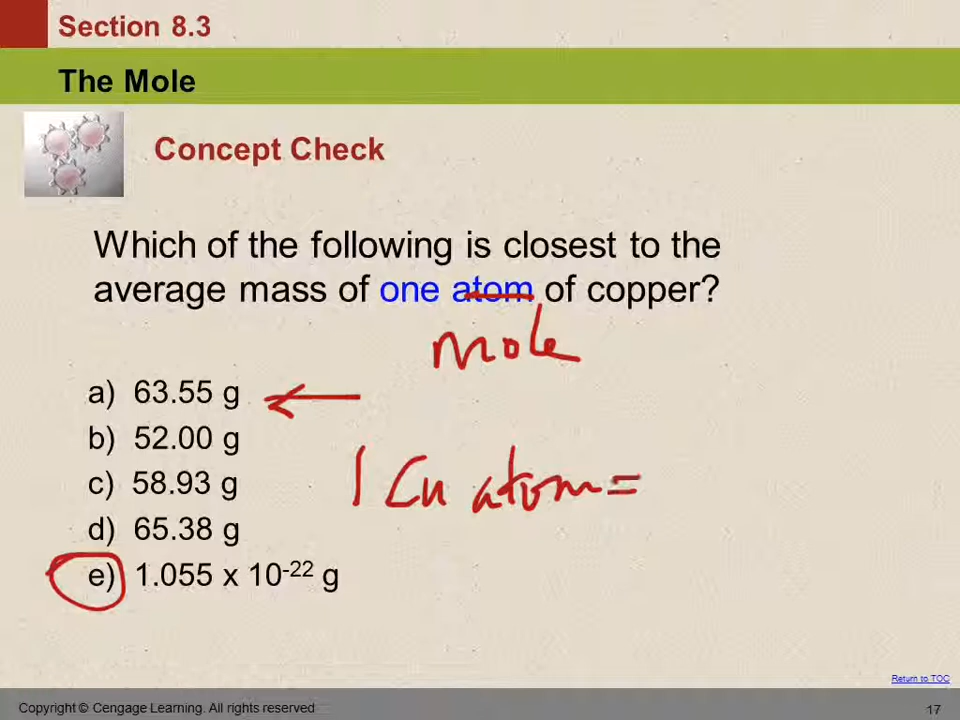 Section 8.3
The Mole
Concept Check
Which of the following is closest to the
average mass of one atom of copper?
mole
a) 63.55 g
b) 52.00 g
c) 58.93 g
1 Cu atom =
d) 65.38 g
e) 1.055 x 10⁻²² g
Return to TOC
Copyright © Cengage Learning. All rights reserved
17